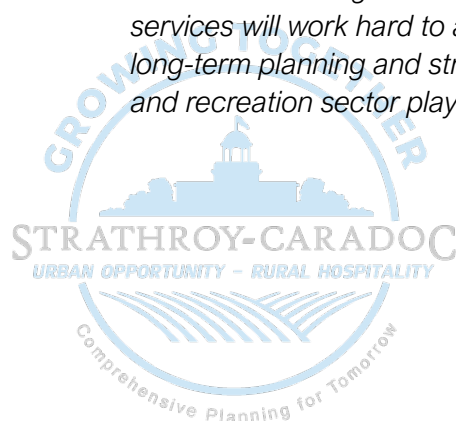 services will work hard to a
long-term planning and str
and recreation sector play
GROWING TOGETHER
STRATHROY-CARADOC
URBAN OPPORTUNITY – RURAL HOSPITALITY
Comprehensive Planning for Tomorrow